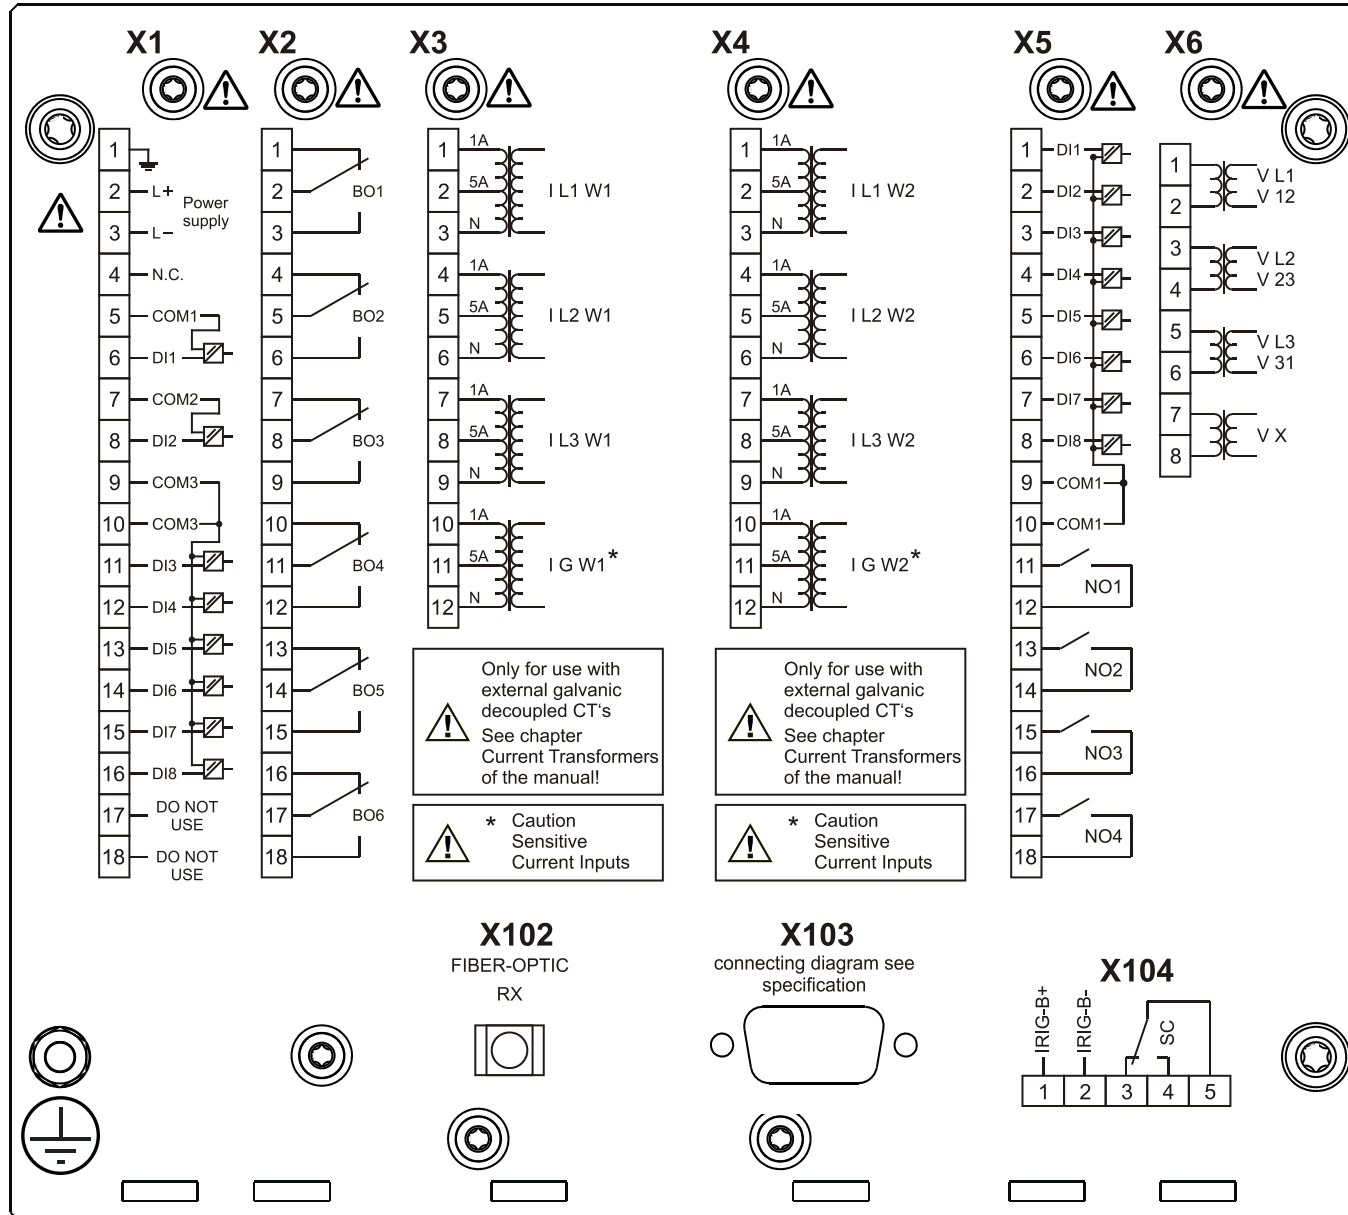 X1 X2 X3 X4 X5 X6
1
2 L+
Power
supply
3 L–
4 N.C.
5 COM1
6 DI1
7 COM2
8 DI2
9 COM3
10 COM3
11 DI3
12 DI4
13 DI5
14 DI6
15 DI7
16 DI8
17 DO NOT
USE
18 DO NOT
USE
1
2 BO1
3
4
5 BO2
6
7
8 BO3
9
10
11 BO4
12
13
14 BO5
15
16
17 BO6
18
1 1A
2 5A I L1 W1
3 N
4 1A
5 5A I L2 W1
6 N
7 1A
8 5A I L3 W1
9 N
10 1A
11 5A I G W1*
12 N
Only for use with
external galvanic
decoupled CT‘s
See chapter
Current Transformers
of the manual!
* Caution
Sensitive
Current Inputs
1 1A
2 5A I L1 W2
3 N
4 1A
5 5A I L2 W2
6 N
7 1A
8 5A I L3 W2
9 N
10 1A
11 5A I G W2*
12 N
Only for use with
external galvanic
decoupled CT‘s
See chapter
Current Transformers
of the manual!
* Caution
Sensitive
Current Inputs
1 DI1
2 DI2
3 DI3
4 DI4
5 DI5
6 DI6
7 DI7
8 DI8
9 COM1
10 COM1
11
NO1
12
13
NO2
14
15
NO3
16
17
NO4
18
1 V L1
2 V 12
3 V L2
4 V 23
5 V L3
6 V 31
7
V X
8
X102
FIBER-OPTIC
RX
X103
connecting diagram see
specification
X104
IRIG-B+
IRIG-B-
SC
1 2 3 4 5